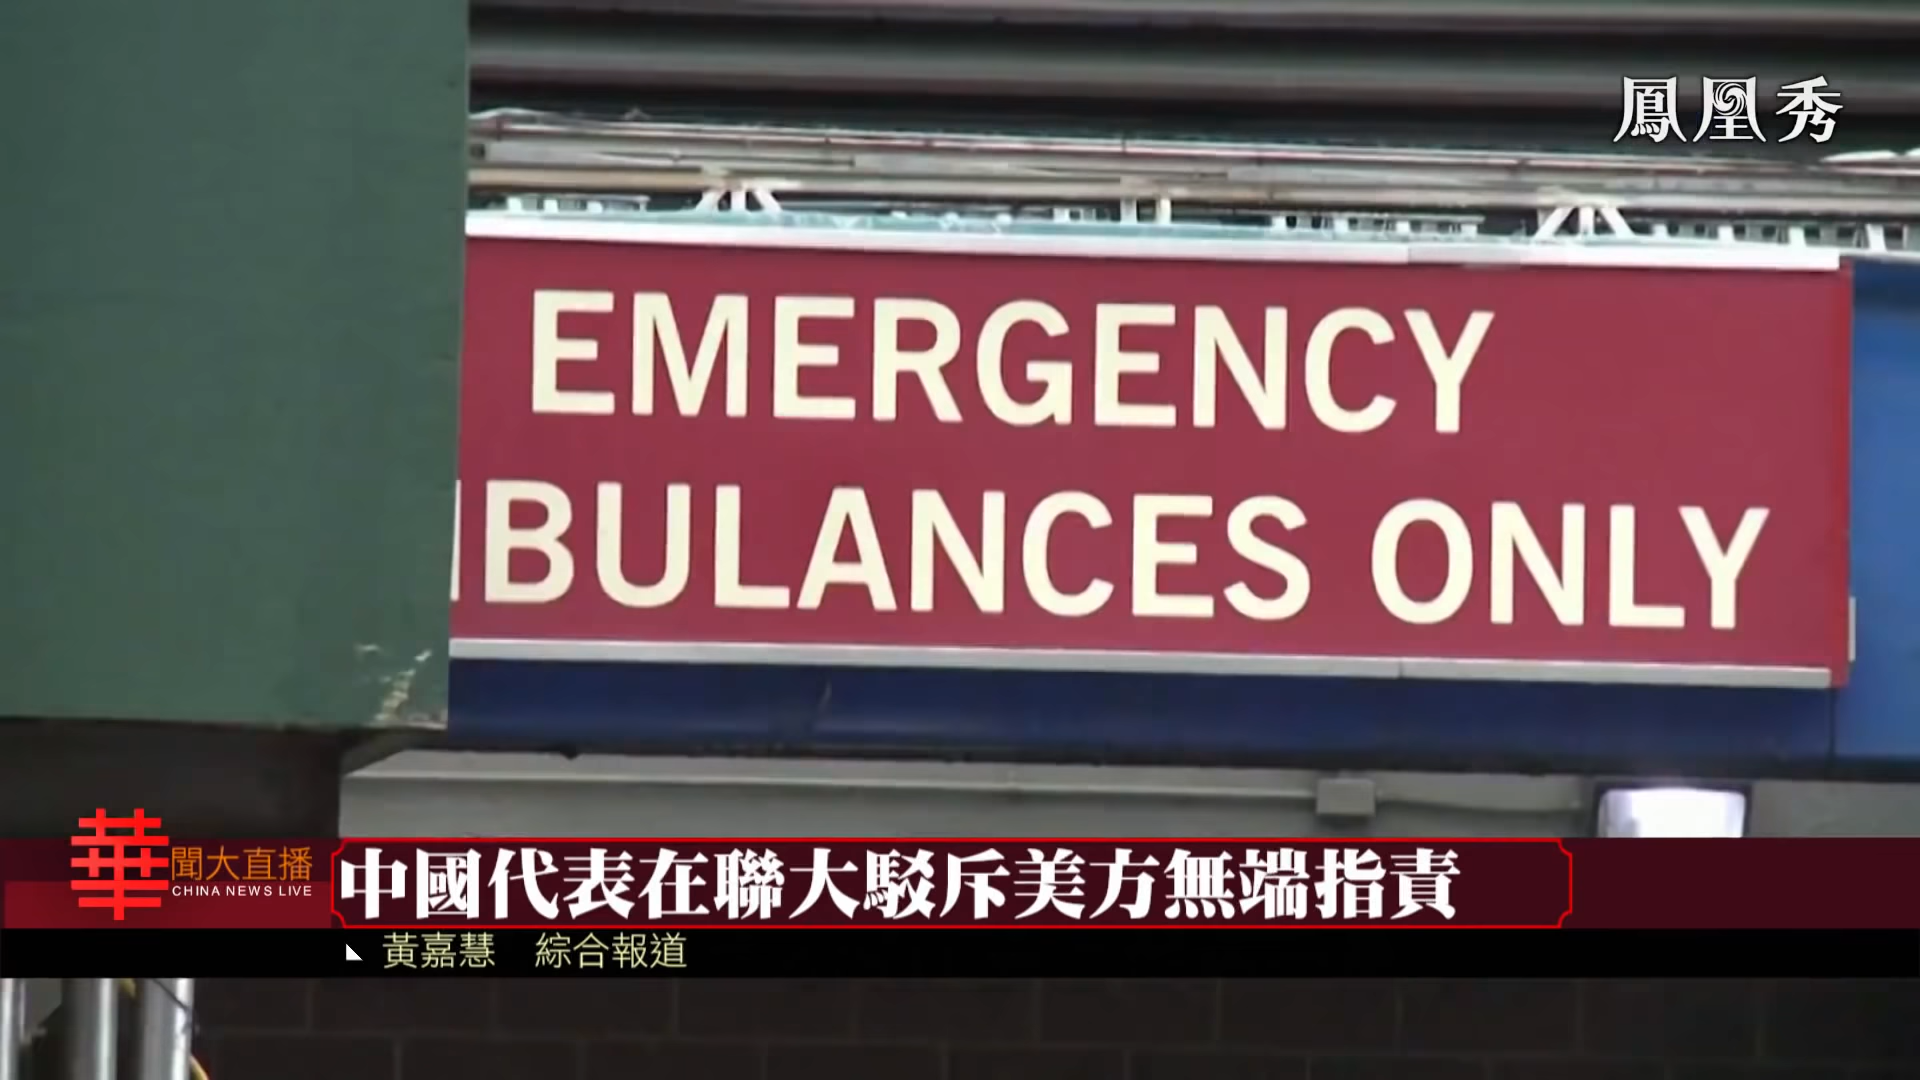 鳳凰秀
EMERGENCY
MBULANCES ONLY
華聞大直播
CHINA NEWS LIVE
中國代表在聯大駁斥美方無端指責
黃嘉慧 綜合報道